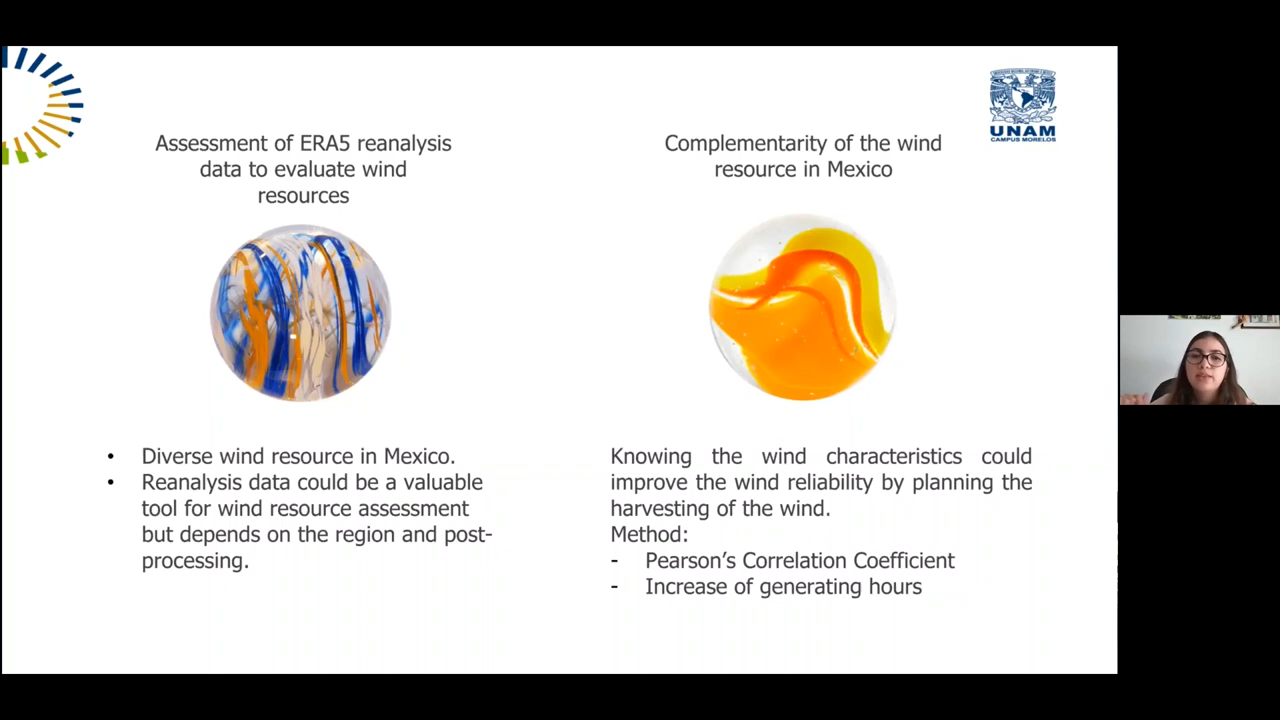 Assessment of ERA5 reanalysis
data to evaluate wind
resources
Complementarity of the wind
resource in Mexico
UNAM
CAMPUS MORELOS
• Diverse wind resource in Mexico.
• Reanalysis data could be a valuable
tool for wind resource assessment
but depends on the region and post-
processing.
Knowing the wind characteristics could
improve the wind reliability by planning the
harvesting of the wind.
Method:
- Pearson’s Correlation Coefficient
- Increase of generating hours